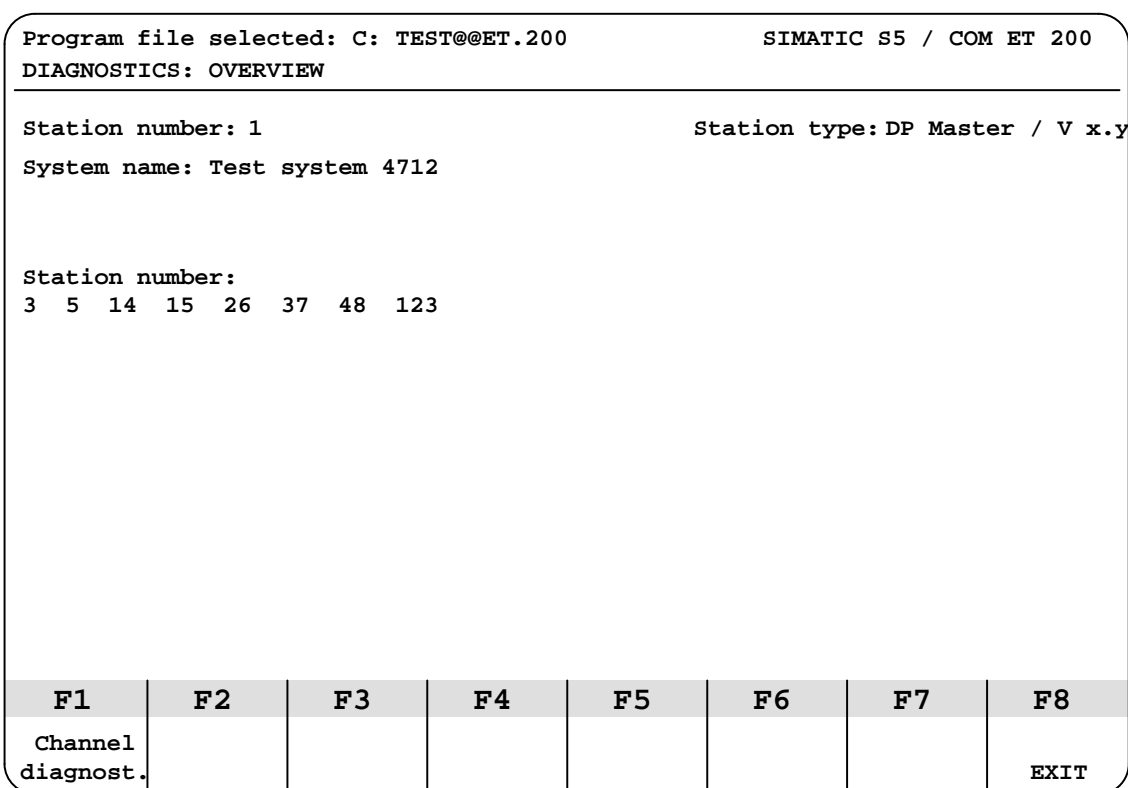 Program file selected: C: TEST@@ET.200 SIMATIC S5 / COM ET 200
DIAGNOSTICS: OVERVIEW
Station number: 1 Station type: DP Master / V x.y
System name: Test system 4712
Station number:
3 5 14 15 26 37 48 123
F1 F2 F3 F4 F5 F6 F7 F8
Channel
diagnost. EXIT